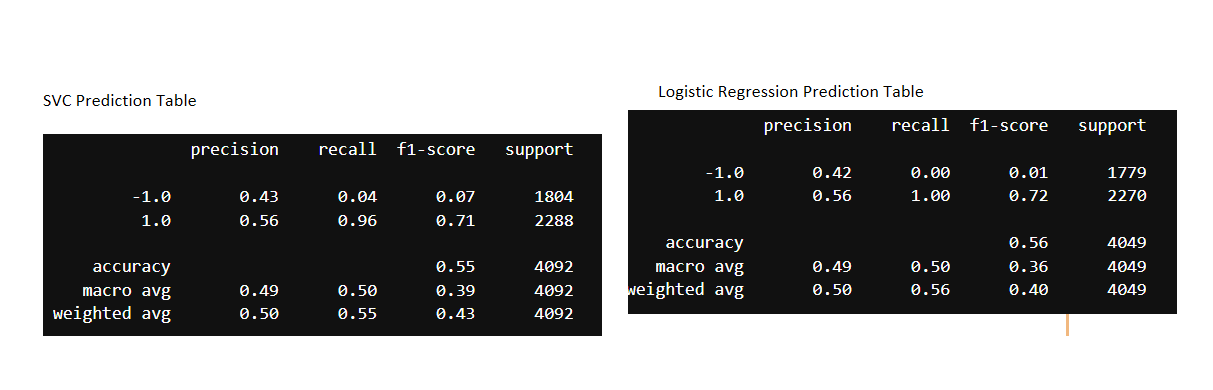 SVC Prediction Table
precision recall f1-score support
-1.0 0.43 0.04 0.07 1804
1.0 0.56 0.96 0.71 2288
accuracy 0.55 4092
macro avg 0.49 0.50 0.39 4092
weighted avg 0.50 0.55 0.43 4092
Logistic Regression Prediction Table
precision recall f1-score support
-1.0 0.42 0.00 0.01 1779
1.0 0.56 1.00 0.72 2270
accuracy 0.56 4049
macro avg 0.49 0.50 0.36 4049
weighted avg 0.50 0.56 0.40 4049